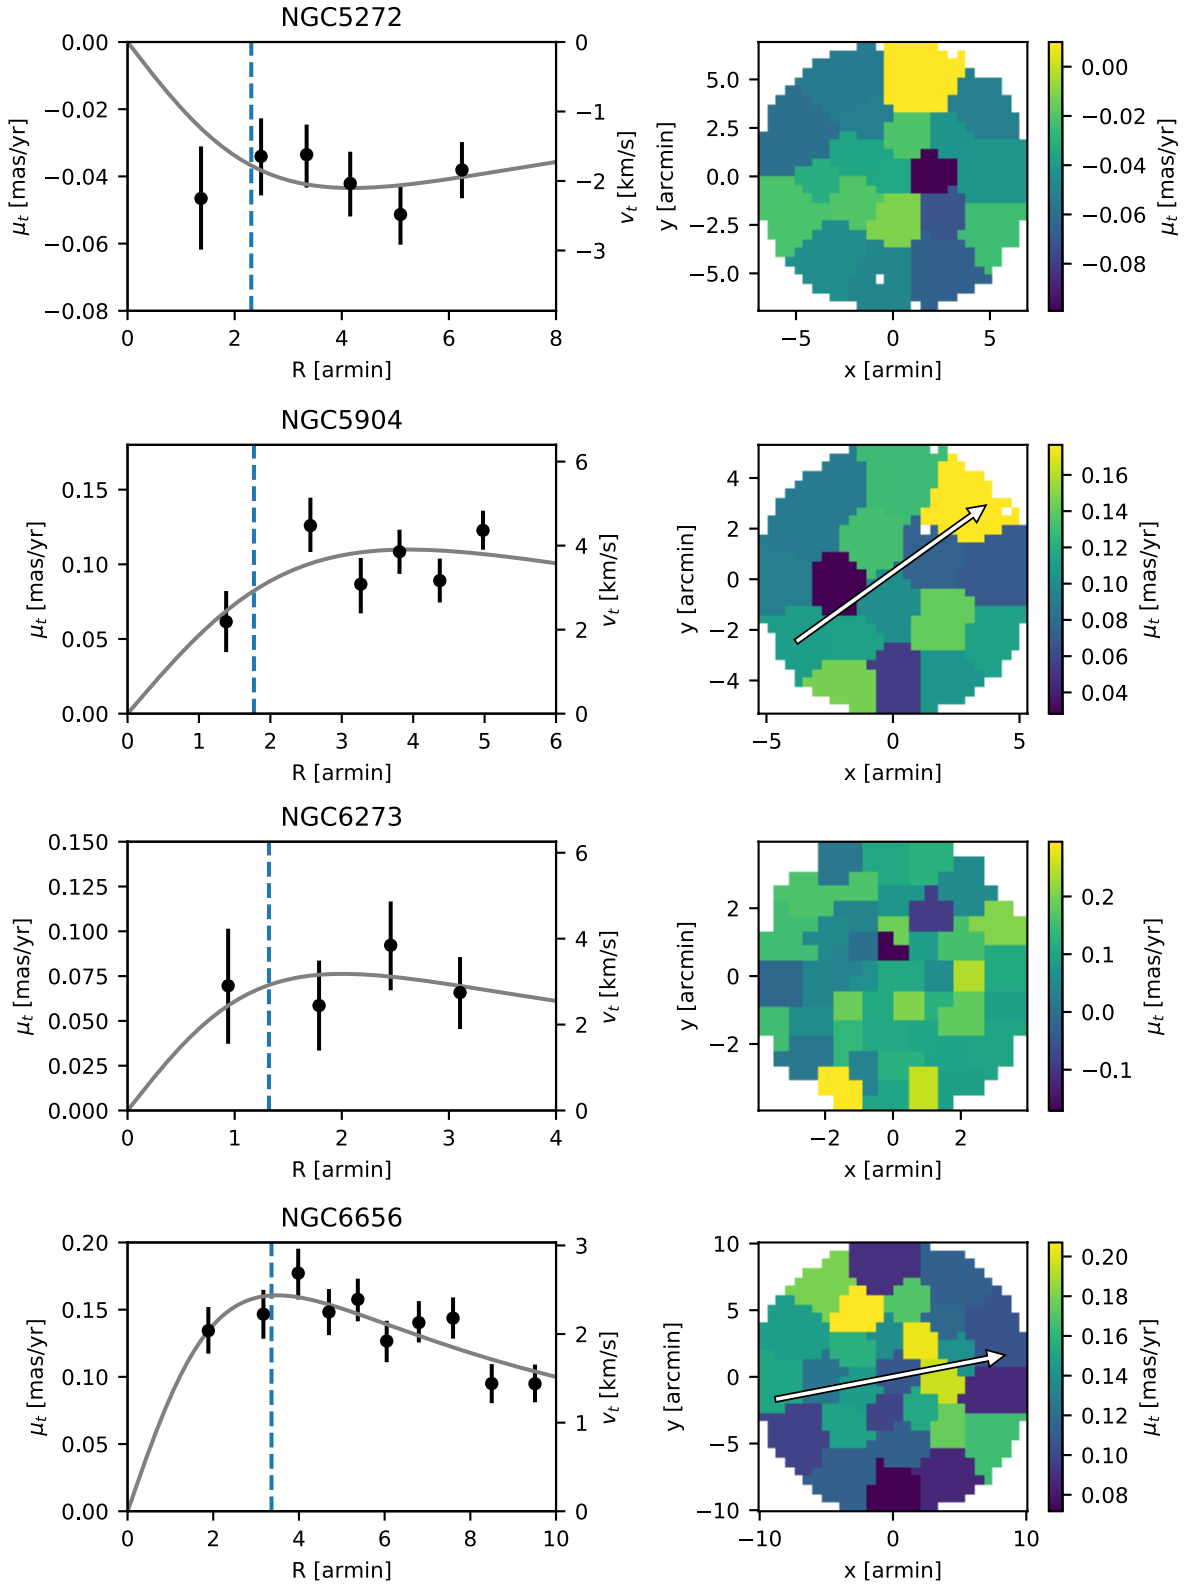 NGC5272
0.00
−0.02
−0.04
−0.06
−0.08
μt [mas/yr]
0
−1
−2
−3
vt [km/s]
0 2 4 6 8
R [armin]
5.0
2.5
0.0
−2.5
−5.0
y [arcmin]
−5 0 5
x [armin]
0.00
−0.02
−0.04
−0.06
−0.08
μt [mas/yr]
NGC5904
0.15
0.10
0.05
0.00
μt [mas/yr]
6
4
2
0
vt [km/s]
0 1 2 3 4 5 6
R [armin]
4
2
0
−2
−4
y [arcmin]
−5 0 5
x [armin]
0.16
0.14
0.12
0.10
0.08
0.06
0.04
μt [mas/yr]
NGC6273
0.150
0.125
0.100
0.075
0.050
0.025
0.000
μt [mas/yr]
6
4
2
0
vt [km/s]
0 1 2 3 4
R [armin]
2
0
−2
y [arcmin]
−2 0 2
x [armin]
0.2
0.1
0.0
−0.1
μt [mas/yr]
NGC6656
0.20
0.15
0.10
0.05
0.00
μt [mas/yr]
3
2
1
0
vt [km/s]
0 2 4 6 8 10
R [armin]
10
5
0
−5
−10
y [arcmin]
−10 0 10
x [armin]
0.20
0.18
0.16
0.14
0.12
0.10
0.08
μt [mas/yr]